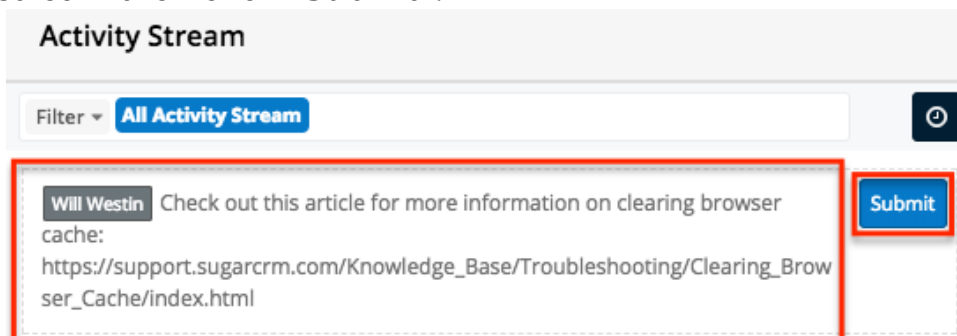 Activity Stream
Filter All Activity Stream
Will Westin Check out this article for more information on clearing browser
cache:
https://support.sugarcrm.com/Knowledge_Base/Troubleshooting/Clearing_Brow
ser_Cache/index.html
Submit